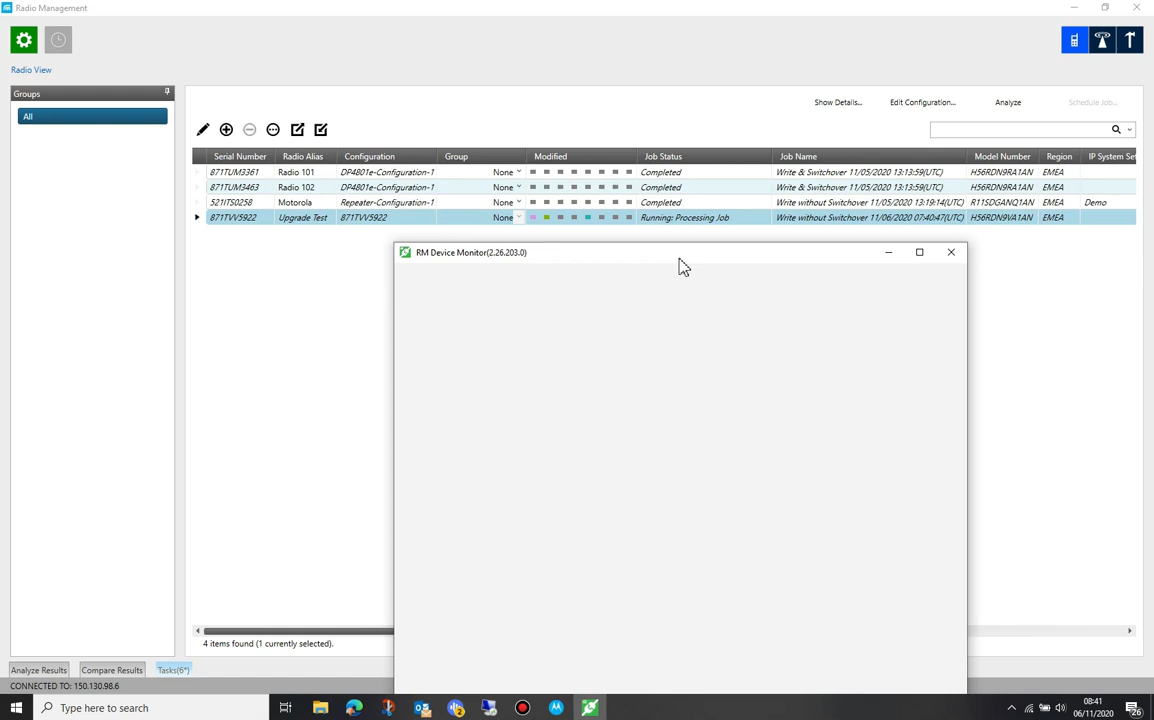 Radio Management
Radio View
Groups
All
Show Details... Edit Configuration... Analyze Schedule Job...
Serial Number Radio Alias Configuration Group Modified Job Status Job Name Model Number Region IP System Set
871TUM3361 Radio 101 DP4801e-Configuration-1 None Completed Write & Switchover 11/05/2020 13:13:59(UTC) H56RDN9RA1AN EMEA
871TUM3463 Radio 102 DP4801e-Configuration-1 None Completed Write & Switchover 11/05/2020 13:13:59(UTC) H56RDN9RA1AN EMEA
521ITS0258 Motorola Repeater-Configuration-1 None Completed Write without Switchover 11/05/2020 13:19:14(UTC) R11SDGANQ1AN EMEA Demo
871TVV5922 Upgrade Test 871TVV5922 None Running: Processing Job Write without Switchover 11/06/2020 07:40:47(UTC) H56RDN9VA1AN EMEA
RM Device Monitor(2.26.203.0)
4 items found (1 currently selected).
Analyze Results Compare Results Tasks(6*)
CONNECTED TO: 150.130.98.6
Type here to search
08:41
06/11/2020
26